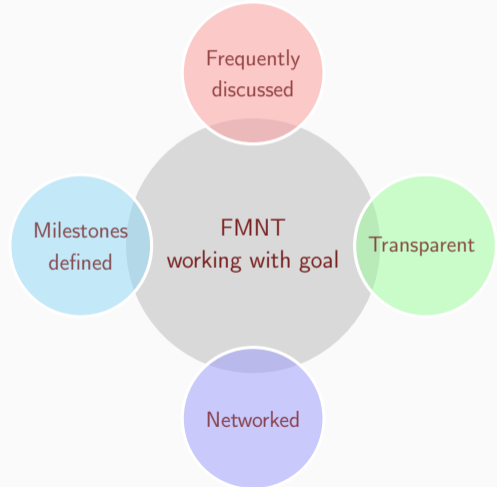 Frequently
discussed
Milestones
defined
FMNT
working with goal
Transparent
Networked